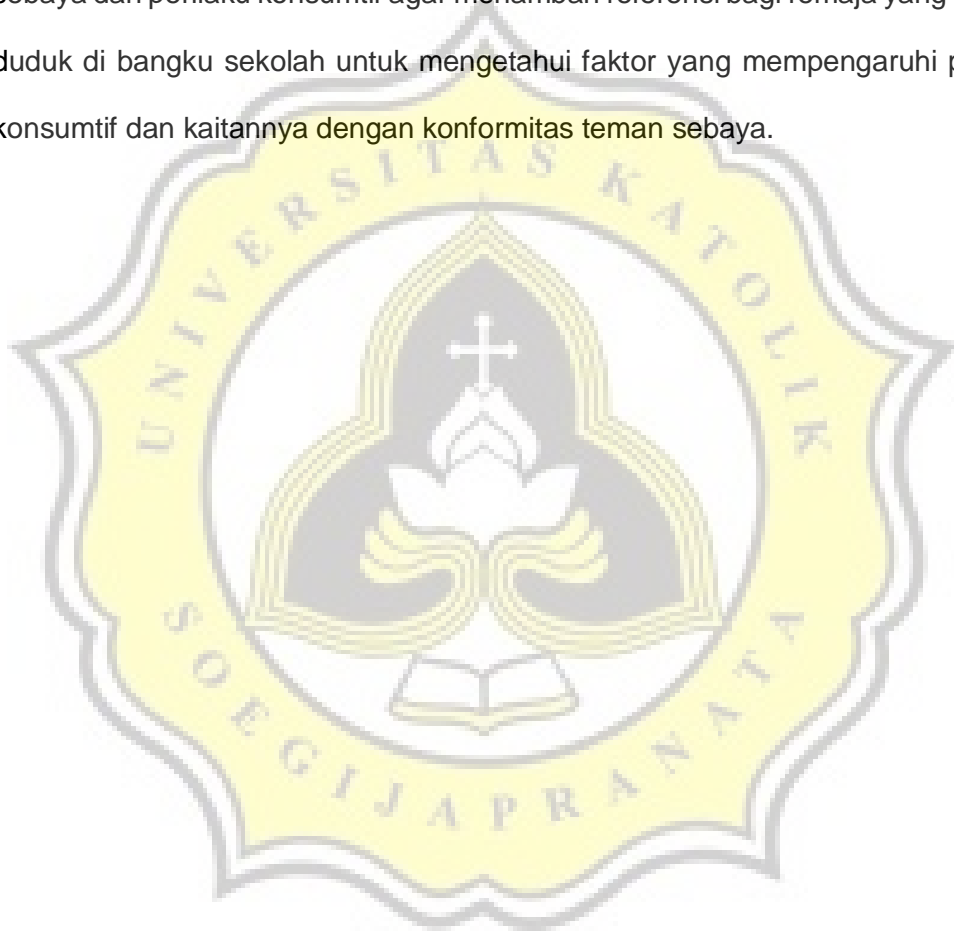 sebaya dan perilaku konsumtif agar menambah referensi bagi remaja yang
duduk di bangku sekolah untuk mengetahui faktor yang mempengaruhi
konsumtif dan kaitannya dengan konformitas teman sebaya.
UNIVERSITAS KATOLIK
SOEGIJAPRANATA